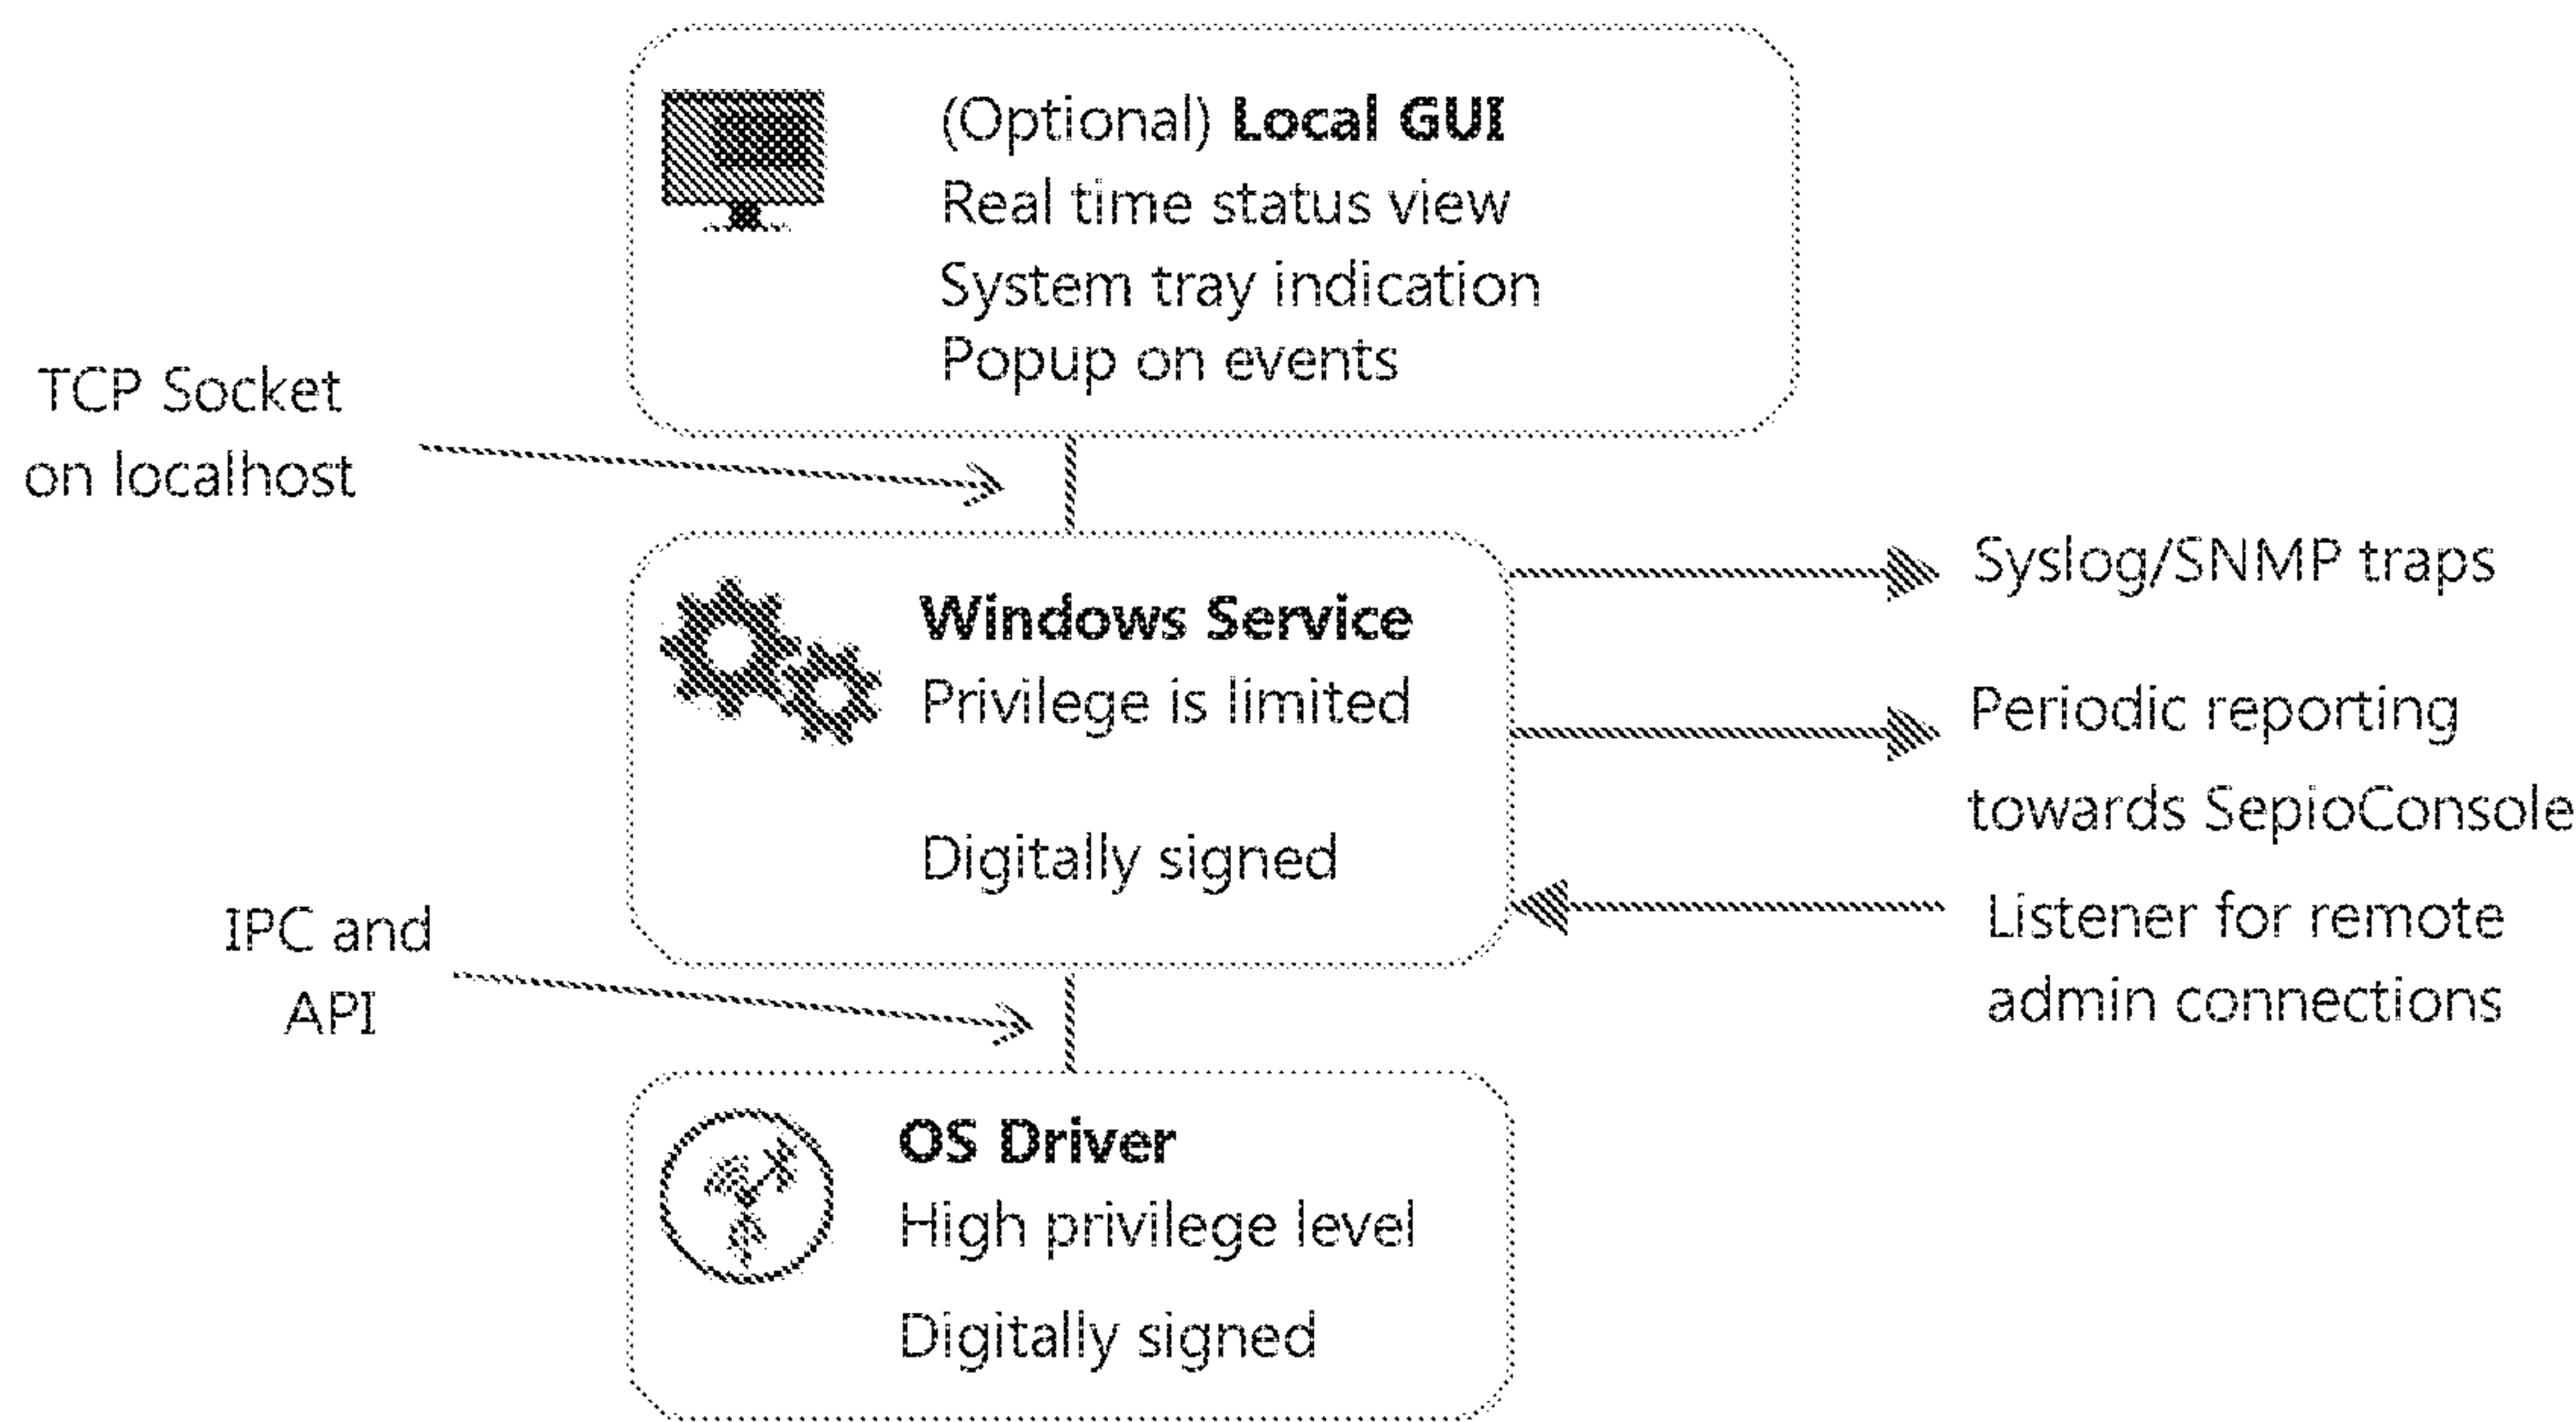 (Optional) Local GUI
Real time status view
System tray indication
Popup on events
TCP Socket
on localhost
Windows Service
Privilege is limited
Digitally signed
Syslog/SNMP traps
Periodic reporting
towards SepioConsole
Listener for remote
admin connections
IPC and
API
OS Driver
High privilege level
Digitally signed